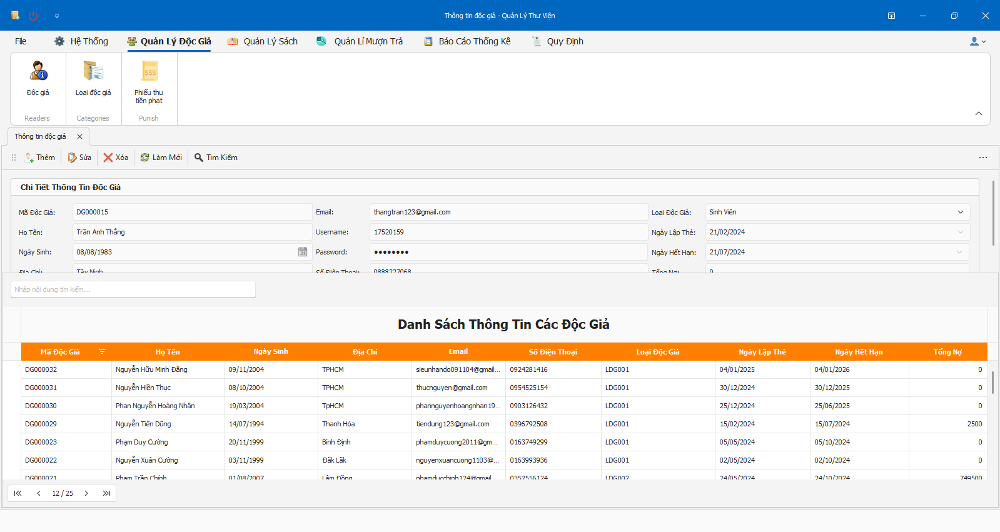 Thông tin độc giả - Quản Lý Thư Viện
File Hệ Thống Quản Lý Độc Giả Quản Lý Sách Quản Lí Mượn Trả Báo Cáo Thống Kê Quy Định
$$$
Độc giả Loại độc giả Phiếu thu tiền phạt
Readers Categories Punish
Thông tin độc giả
Thêm Sửa Xóa Làm Mới Tìm Kiếm
Chi Tiết Thông Tin Độc Giả
Mã Độc Giả: DG000015 Email: thangtran123@gmail.com Loại Độc Giả: Sinh Viên
Họ Tên: Trần Anh Thắng Username: 17520159 Ngày Lập Thẻ: 21/02/2024
Ngày Sinh: 08/08/1983 31 Password: •••••••• Ngày Hết Hạn: 21/07/2024
Địa Chỉ: Tây Ninh Số Điện Thoại: 0888227068 Tổng Nợ: 0
Nhập nội dung tìm kiếm...
Danh Sách Thông Tin Các Độc Giả
Mã Độc Giả Họ Tên Ngày Sinh Địa Chỉ Email Số Điện Thoại Loại Độc Giả Ngày Lập Thẻ Ngày Hết Hạn Tổng Nợ
DG000032 Nguyễn Hữu Minh Đăng 09/11/2004 TPHCM sieunhando091104@gmail... 0924281416 LDG001 04/01/2025 04/01/2026 0
DG000031 Nguyễn Hiền Thục 08/10/2004 TPHCM thucnguyen@gmail.com 0954525154 LDG001 30/12/2024 30/12/2025 0
DG000030 Phan Nguyễn Hoàng Nhân 19/03/2004 TpHCM phannguyenhoangnhan19... 0903126432 LDG001 25/12/2024 25/06/2025 0
DG000029 Nguyễn Tiến Dũng 14/07/1994 Thanh Hóa tiendung123@gmail.com 0396792508 LDG001 15/02/2024 15/07/2024 2500
DG000023 Phạm Duy Cường 20/11/1999 Bình Định phamduycuong2011@gm... 0163749299 LDG001 05/05/2024 05/10/2024 0
DG000022 Nguyễn Xuân Cường 03/11/1999 Đăk Lăk nguyenxuancuong1103@... 0163993936 LDG001 02/05/2024 02/10/2024 0
DG000021 Phạm Trần Chính 01/08/2007 Lâm Đồng phamducchinh124@gmail 0352556124 LDG002 24/05/2024 24/10/2024 749500
12 / 25